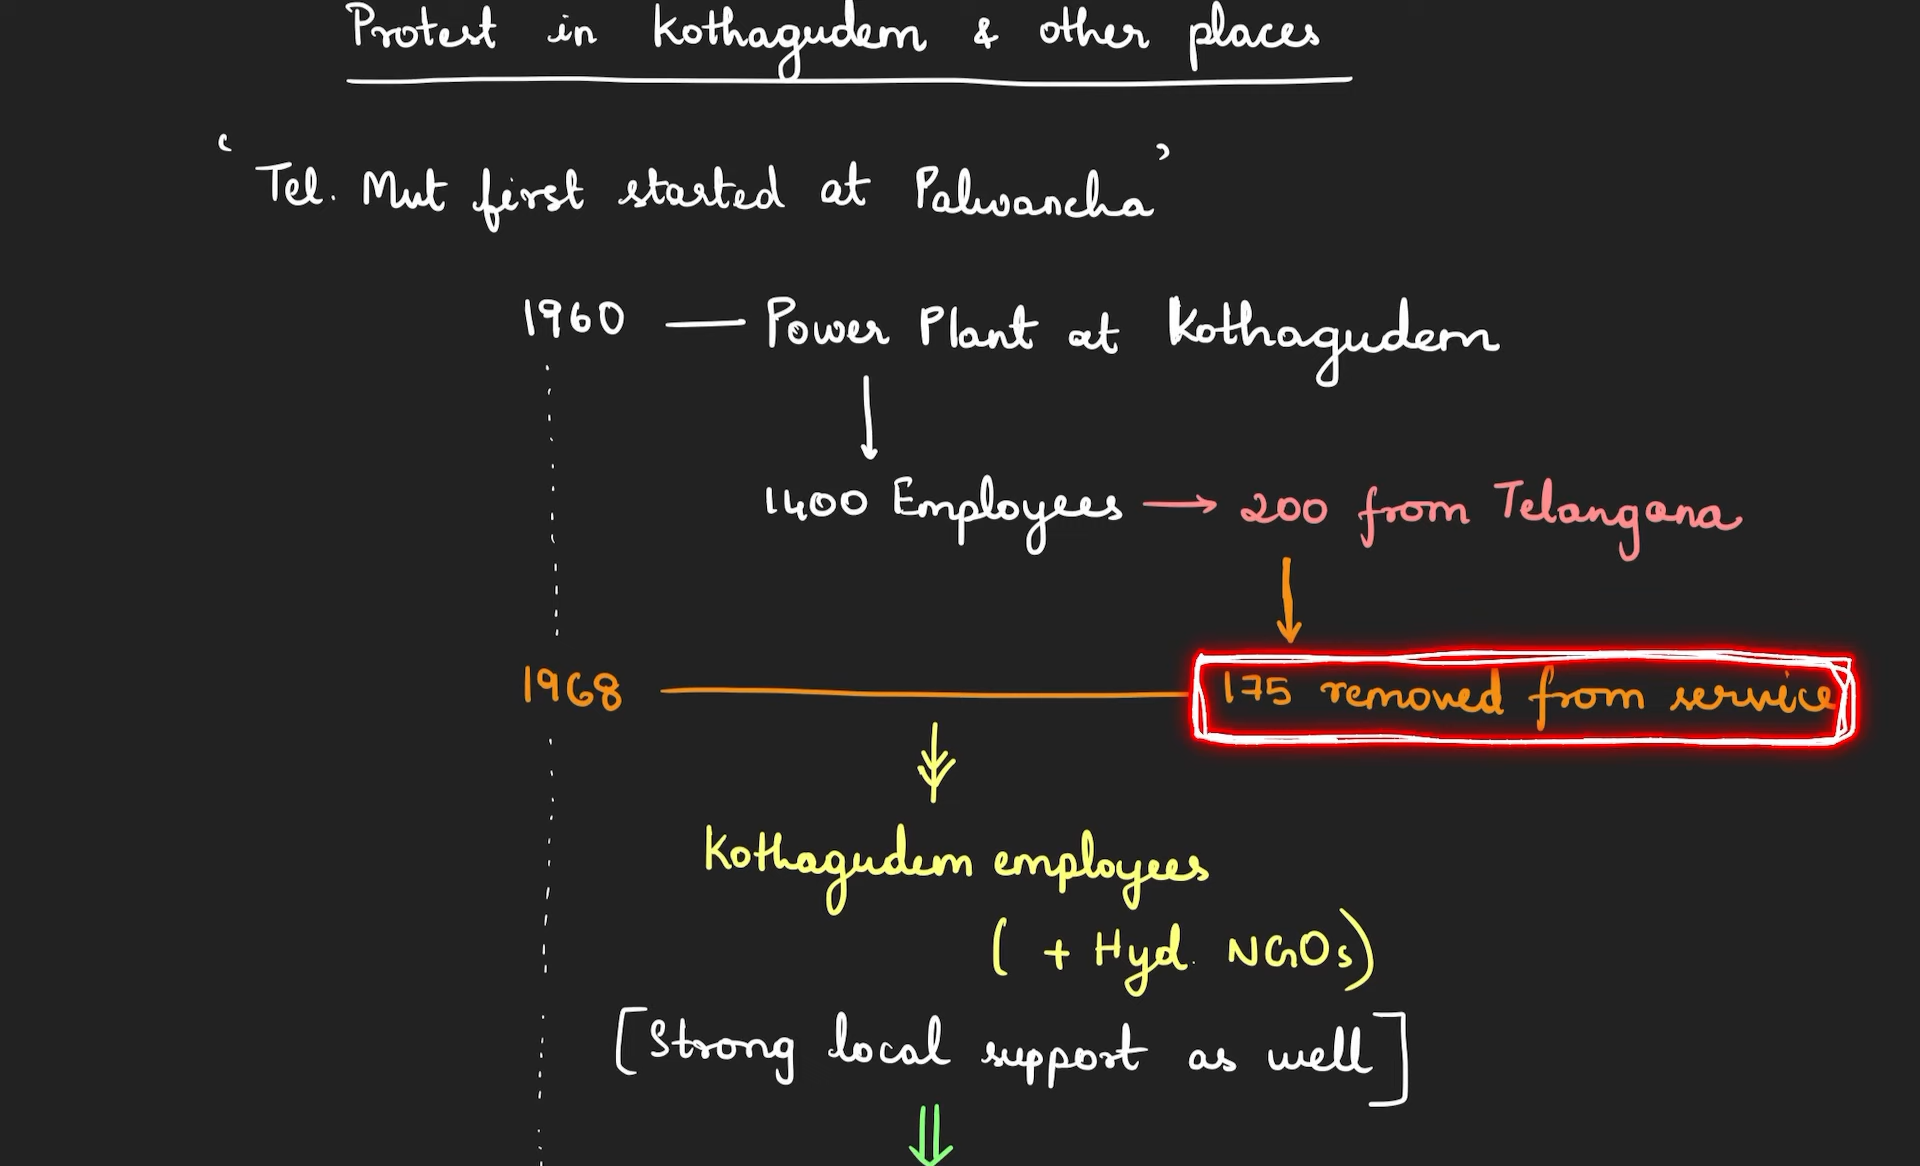 Protest in Kothagudem & other places
‘Tel. Mvt first started at Palwancha’
1960 — Power Plant at Kothagudem
1400 Employees → 200 from Telangana
1968 — 175 removed from service
Kothagudem employees
( + Hyd. NGOs)
[Strong local support as well]